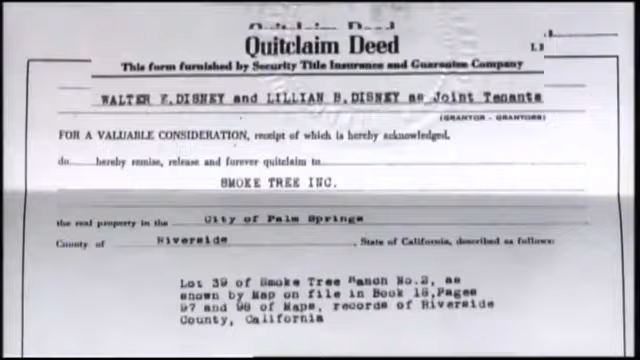 Quitclaim Deed
Quitclaim Deed
This form furnished by Security Title Insurance and Guarantee Company
WALTER E. DISNEY and LILLIAN B. DISNEY as Joint Tenants
(GRANTOR - GRANTORS)
FOR A VALUABLE CONSIDERATION, receipt of which is hereby acknowledged,
do hereby remise, release and forever quitclaim to
SMOKE TREE INC.
the real property in the City of Palm Springs
County of Riverside , State of California, described as follows:
Lot 39 of Smoke Tree Ranch No.2, as
shown by Map on file in Book 18, Pages
97 and 98 of Maps, records of Riverside
County, California